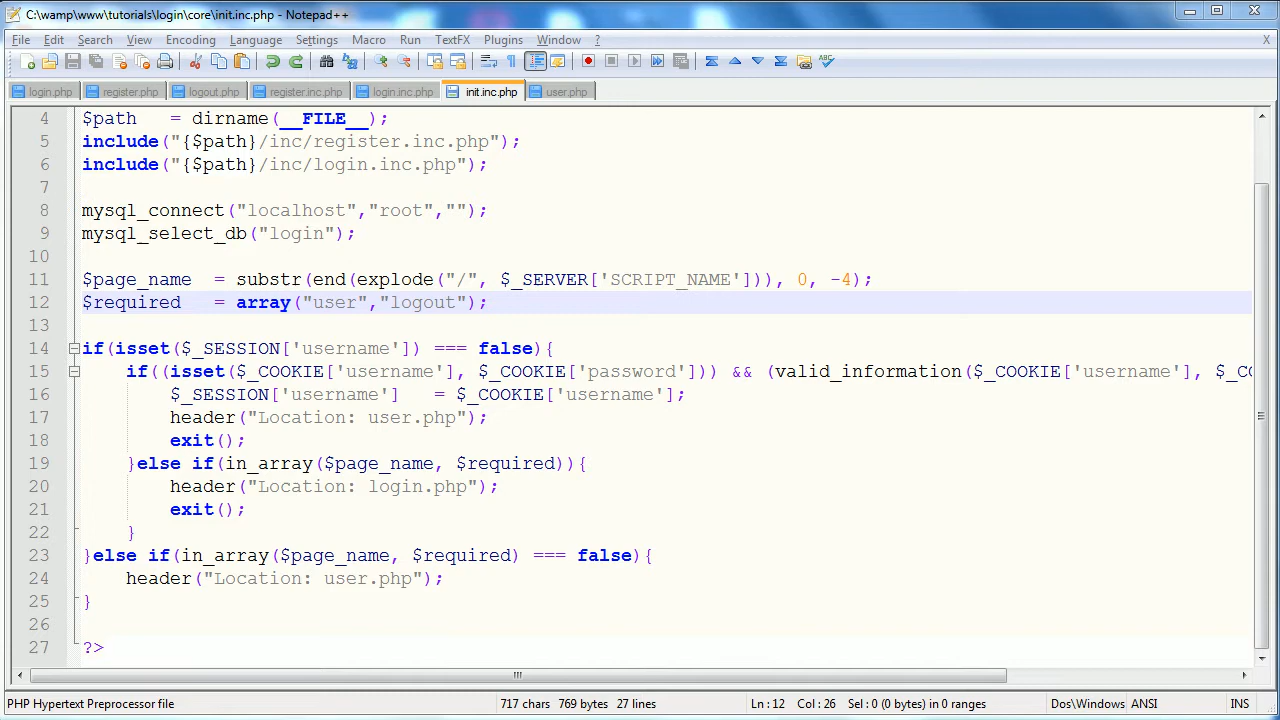 C:\wamp\www\tutorials\login\core\init.inc.php - Notepad++
File Edit Search View Encoding Language Settings Macro Run TextFX Plugins Window ? X
login.php register.php logout.php register.inc.php login.inc.php init.inc.php user.php
4 $path = dirname(__FILE__);
5 include("{$path}/inc/register.inc.php");
6 include("{$path}/inc/login.inc.php");
7
8 mysql_connect("localhost","root","");
9 mysql_select_db("login");
10
11 $page_name = substr(end(explode("/", $_SERVER['SCRIPT_NAME'])), 0, -4);
12 $required = array("user","logout");
13
14 if(isset($_SESSION['username']) === false){
15 if((isset($_COOKIE['username'], $_COOKIE['password'])) && (valid_information($_COOKIE['username'], $_CO
16 $_SESSION['username'] = $_COOKIE['username'];
17 header("Location: user.php");
18 exit();
19 }else if(in_array($page_name, $required)){
20 header("Location: login.php");
21 exit();
22 }
23 }else if(in_array($page_name, $required) === false){
24 header("Location: user.php");
25 }
26
27 ?>
PHP Hypertext Preprocessor file 717 chars 769 bytes 27 lines Ln : 12 Col : 26 Sel : 0 (0 bytes) in 0 ranges Dos\Windows ANSI INS